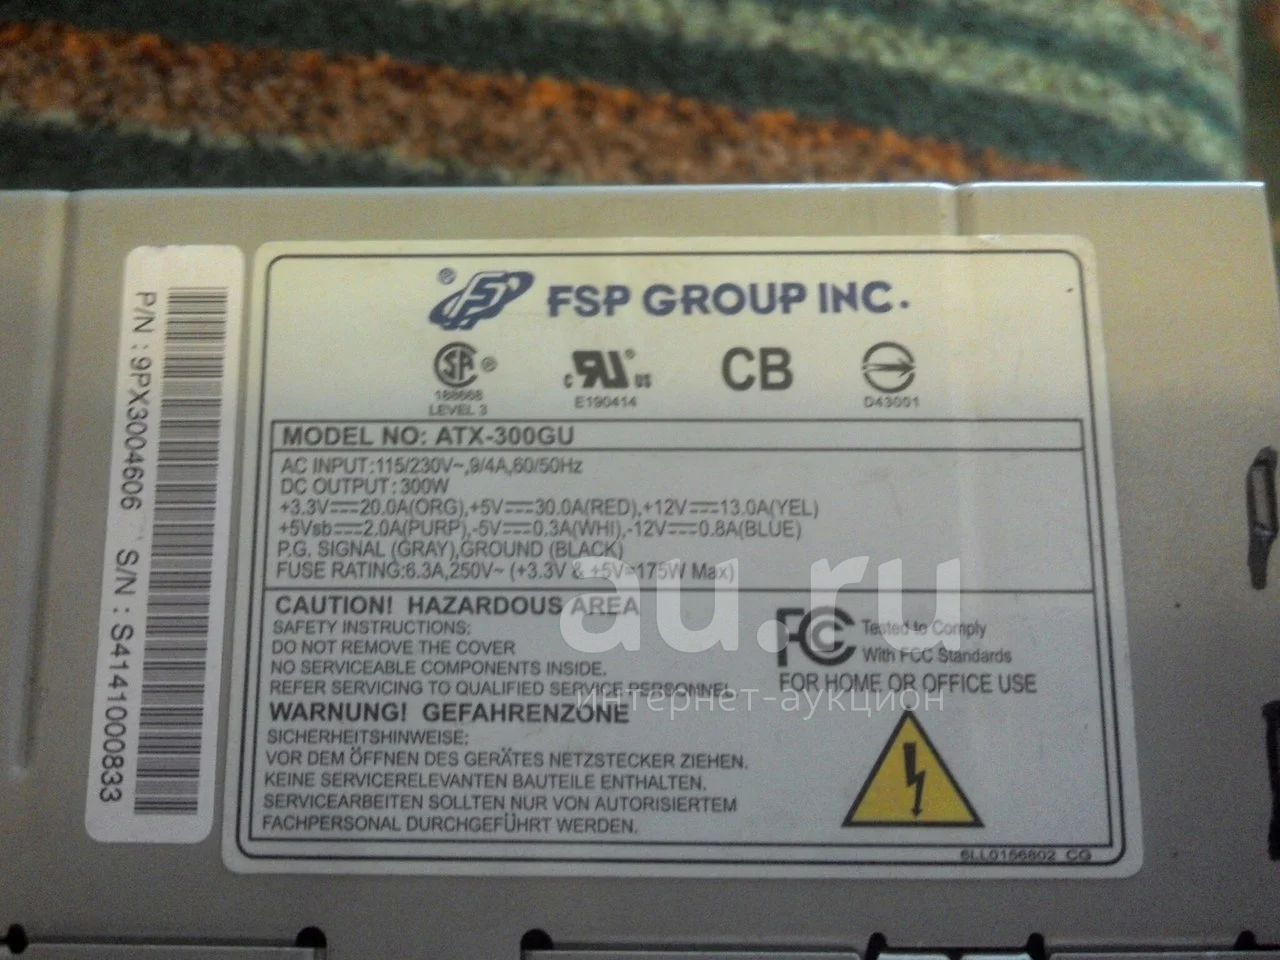 P/N : 9PX3004606 S/N : S4141000833
® FSP GROUP INC.
SA ®
188668
LEVEL 3
c RU ® us
E190414
CB
D43001
MODEL NO: ATX-300GU
AC INPUT:115/230V~,9/4A,60/50Hz
DC OUTPUT:300W
+3.3V⎓20.0A(ORG),+5V⎓30.0A(RED),+12V⎓13.0A(YEL)
+5Vsb⎓2.0A(PURP),-5V⎓0.3A(WHI),-12V⎓0.8A(BLUE)
P.G. SIGNAL (GRAY),GROUND (BLACK)
FUSE RATING:6.3A,250V~ (+3.3V & +5V=175W Max)
CAUTION! HAZARDOUS AREA
SAFETY INSTRUCTIONS:
DO NOT REMOVE THE COVER
NO SERVICEABLE COMPONENTS INSIDE.
REFER SERVICING TO QUALIFIED SERVICE PERSONNEL
WARNUNG! GEFAHRENZONE
SICHERHEITSHINWEISE:
VOR DEM ÖFFNEN DES GERÄTES NETZSTECKER ZIEHEN.
KEINE SERVICERELEVANTEN BAUTEILE ENTHALTEN.
SERVICEARBEITEN SOLLTEN NUR VON AUTORISIERTEM
FACHPERSONAL DURCHGEFÜHRT WERDEN.
FCC Tested to Comply
With FCC Standards
FOR HOME OR OFFICE USE
6LL0156802 CG
au.ru
интернет-аукцион